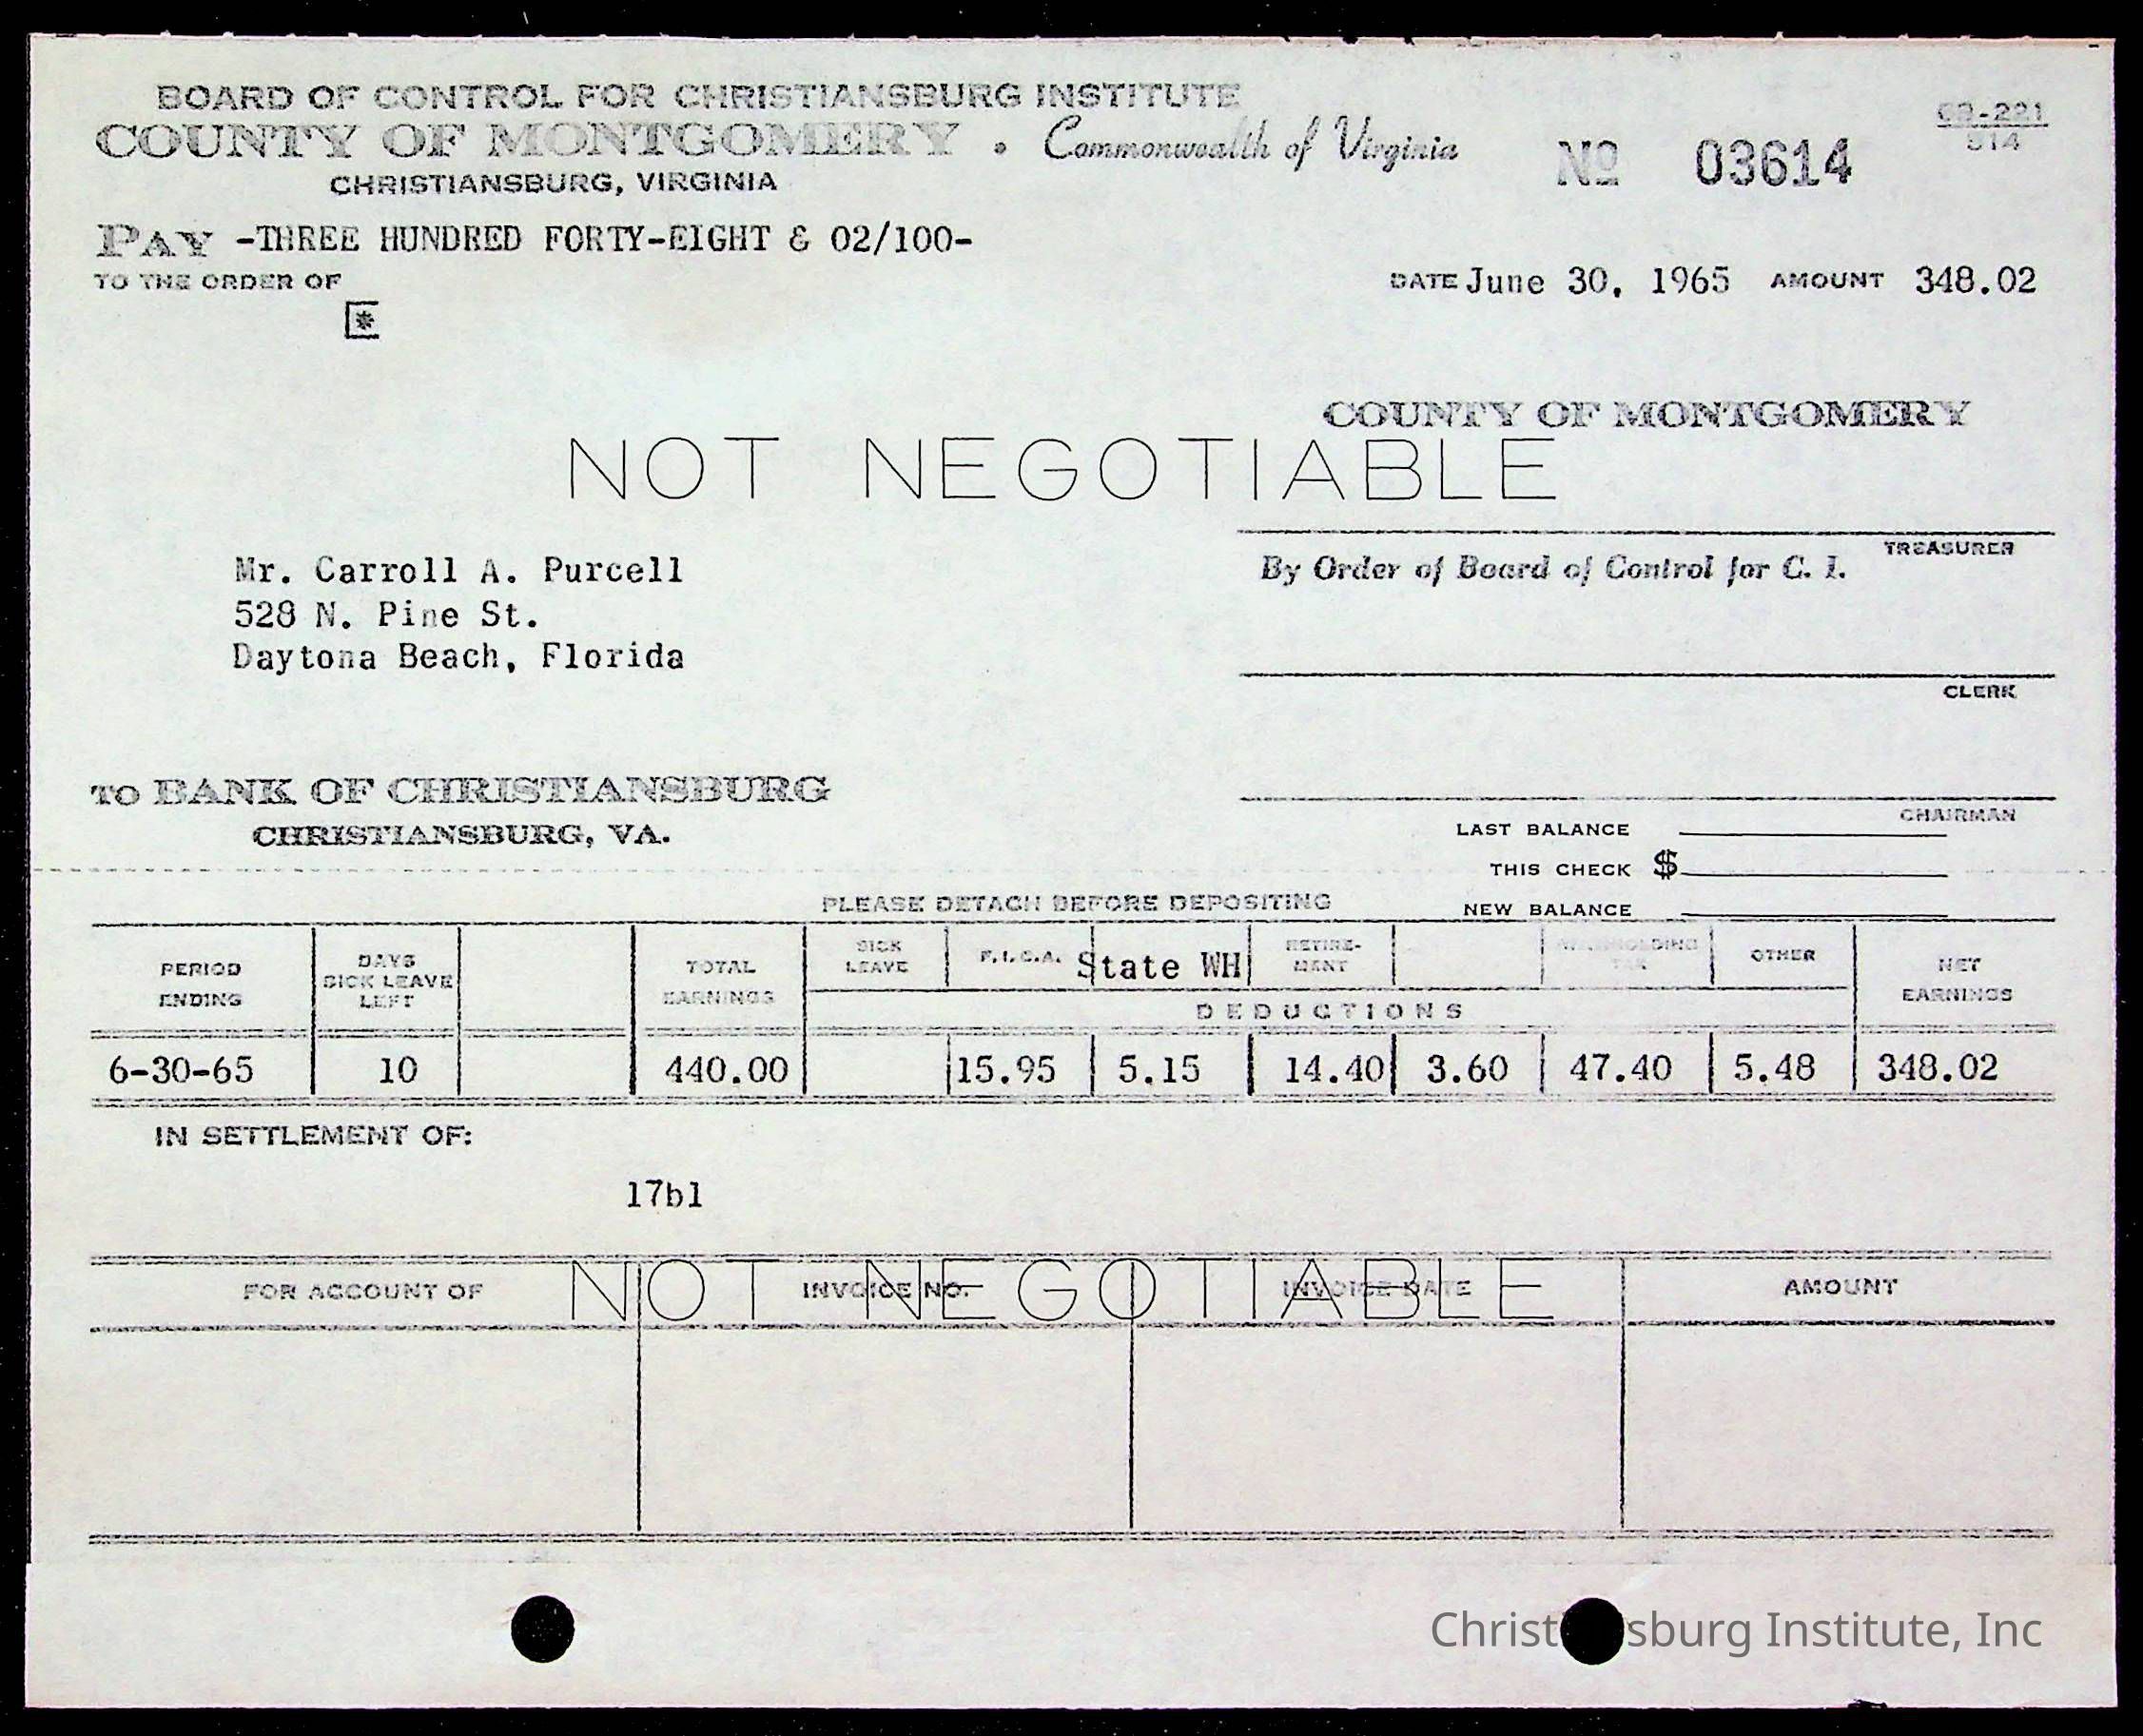 BOARD OF CONTROL FOR CHRISTIANSBURG INSTITUTE
COUNTY OF MONTGOMERY . Commonwealth of Virginia
CHRISTIANSBURG, VIRGINIA
No 03614
PAY -THREE HUNDRED FORTY-EIGHT & 02/100-
TO THE ORDER OF
DATE June 30, 1965 AMOUNT 348.02
*
COUNTY OF MONTGOMERY
NOT NEGOTIABLE
TREASURER
Mr. Carroll A. Purcell
528 N. Pine St.
Daytona Beach, Florida
By Order of Board of Control for C. I.
CLERK
TO BANK OF CHRISTIANSBURG
CHRISTIANSBURG, VA.
CHAIRMAN
LAST BALANCE
THIS CHECK $
NEW BALANCE
PLEASE DETACH BEFORE DEPOSITING
PERIOD ENDING
DAYS SICK LEAVE LEFT
TOTAL EARNINGS
SICK LEAVE
F.I.C.A.
State WH
RETIRE-MENT
WITHHOLDING TAX
OTHER
NET EARNINGS
DEDUCTIONS
6-30-65 10 440.00 15.95 5.15 14.40 3.60 47.40 5.48 348.02
IN SETTLEMENT OF:
17b1
NOT NEGOTIABLE
FOR ACCOUNT OF INVOICE NO. INVOICE DATE AMOUNT
Christ sburg Institute, Inc